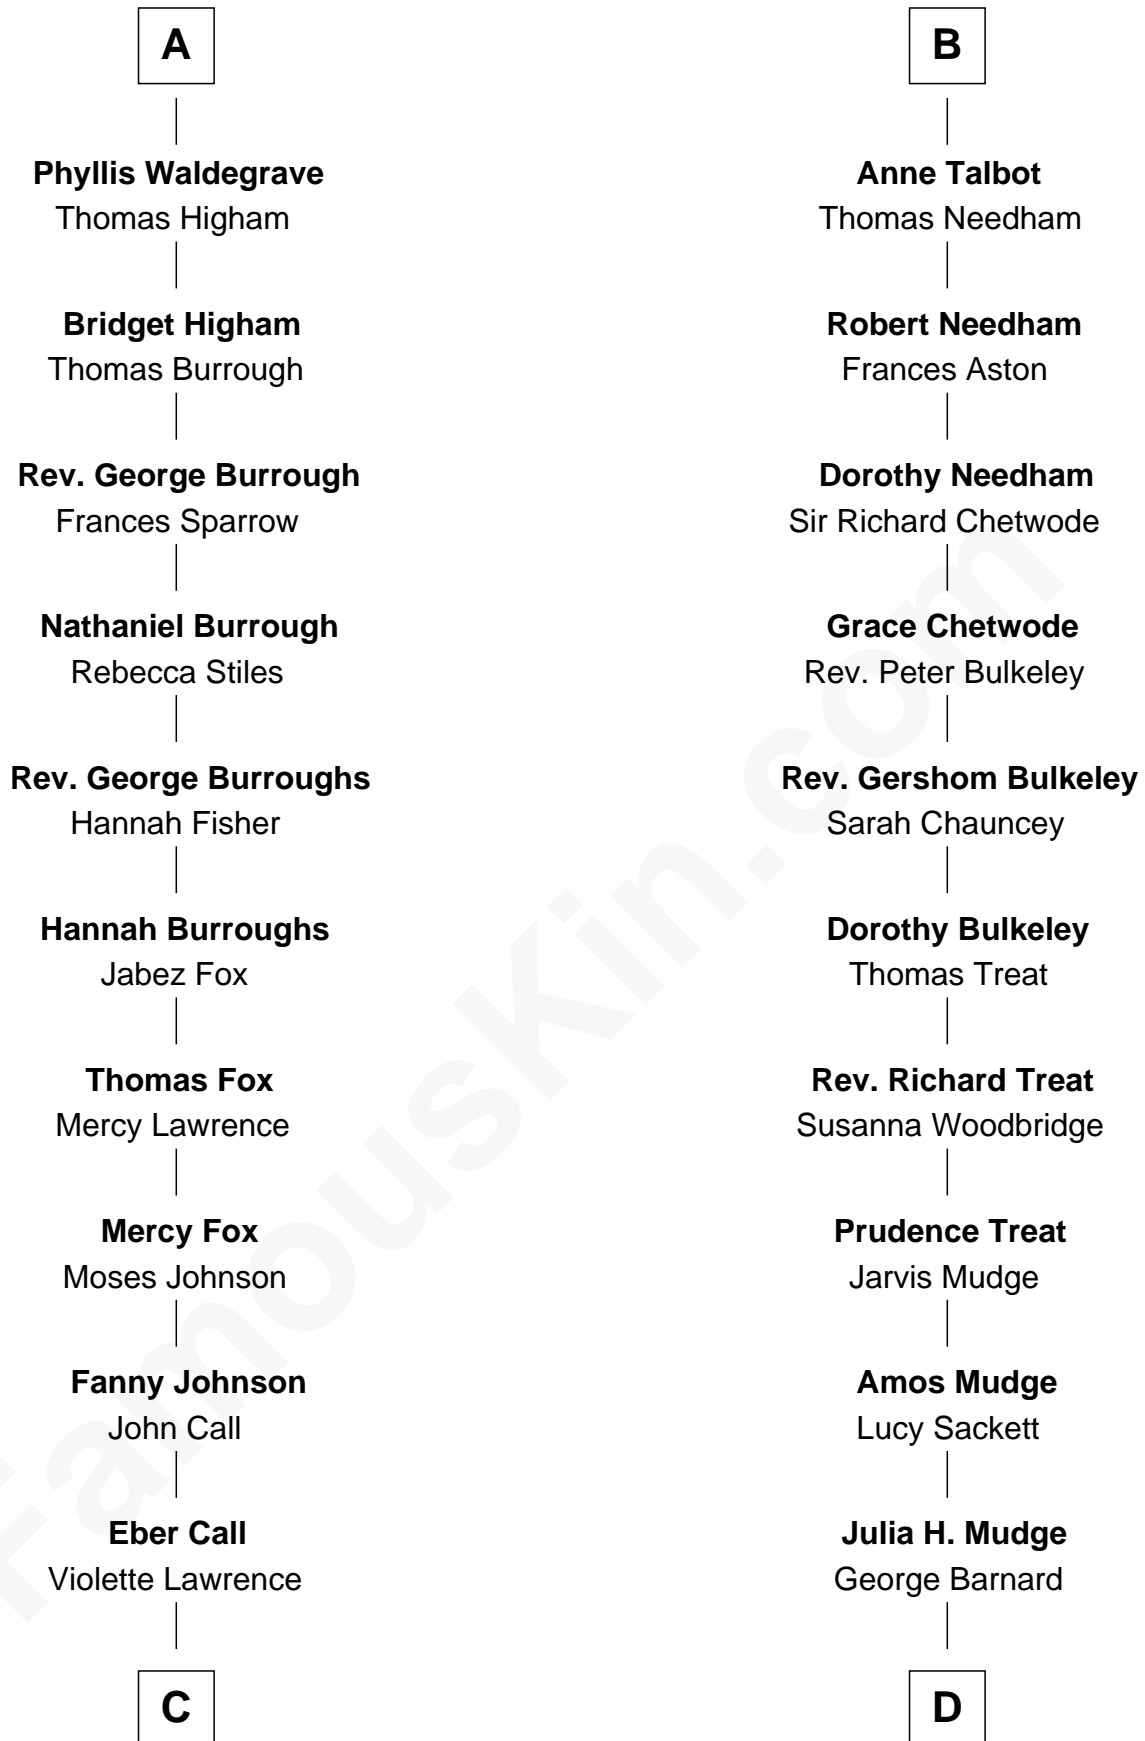 A
Phyllis Waldegrave
Thomas Higham
Bridget Higham
Thomas Burrough
Rev. George Burrough
Frances Sparrow
Nathaniel Burrough
Rebecca Stiles
Rev. George Burroughs
Hannah Fisher
Hannah Burroughs
Jabez Fox
Thomas Fox
Mercy Lawrence
Mercy Fox
Moses Johnson
Fanny Johnson
John Call
Eber Call
Violette Lawrence
C
B
Anne Talbot
Thomas Needham
Robert Needham
Frances Aston
Dorothy Needham
Sir Richard Chetwode
Grace Chetwode
Rev. Peter Bulkeley
Rev. Gershom Bulkeley
Sarah Chauncey
Dorothy Bulkeley
Thomas Treat
Rev. Richard Treat
Susanna Woodbridge
Prudence Treat
Jarvis Mudge
Amos Mudge
Lucy Sackett
Julia H. Mudge
George Barnard
D
FamousKin.com